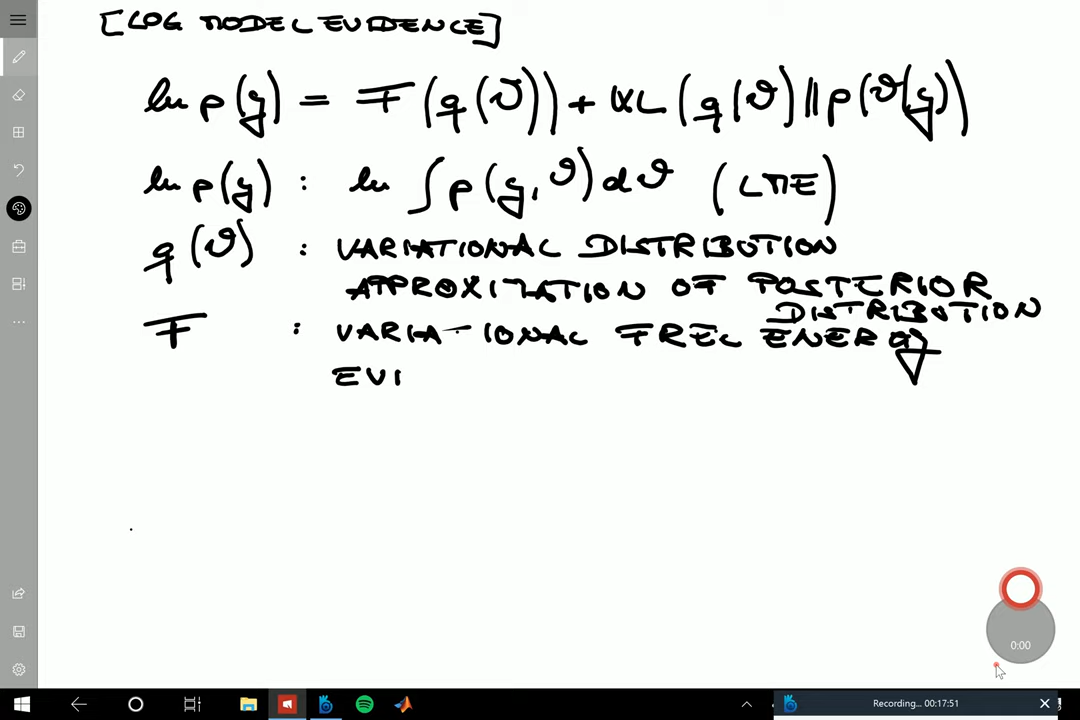 [LOG MODEL EVIDENCE]
ln p(y) = F(q(ϑ)) + KL(q(ϑ)||p(ϑ|y))
ln p(y) : ln ∫ p(y, ϑ) dϑ (LME)
q(ϑ) : VARIATIONAL DISTRIBUTION
APPROXIMATION OF POSTERIOR
DISTRIBUTION
F : VARIATIONAL FREE ENERGY
EVI
0:00
Recording... 00:17:51